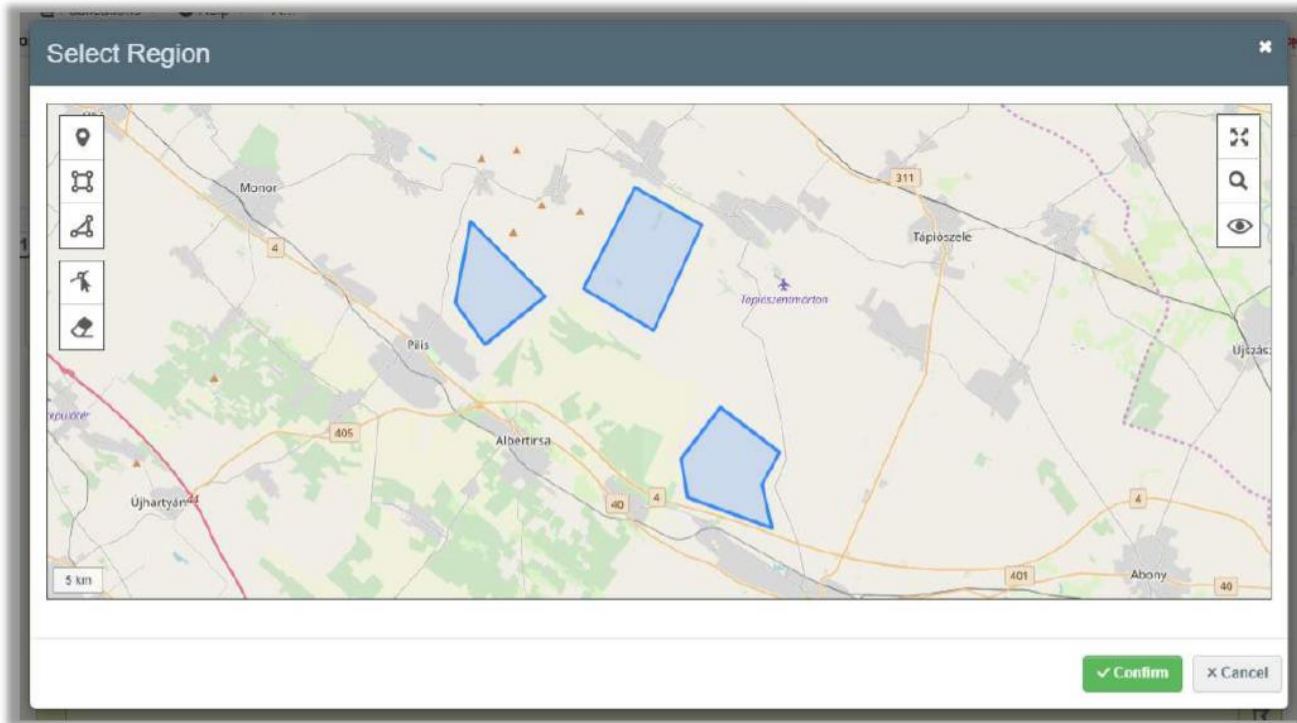 Select Region
Monor
4
311
Tápiószele
Tápiószentmárton
Pilis
Újszás
405
Albertirsa
Újhartyán
40
4
4
5 km
401
Abony
40
Confirm
× Cancel